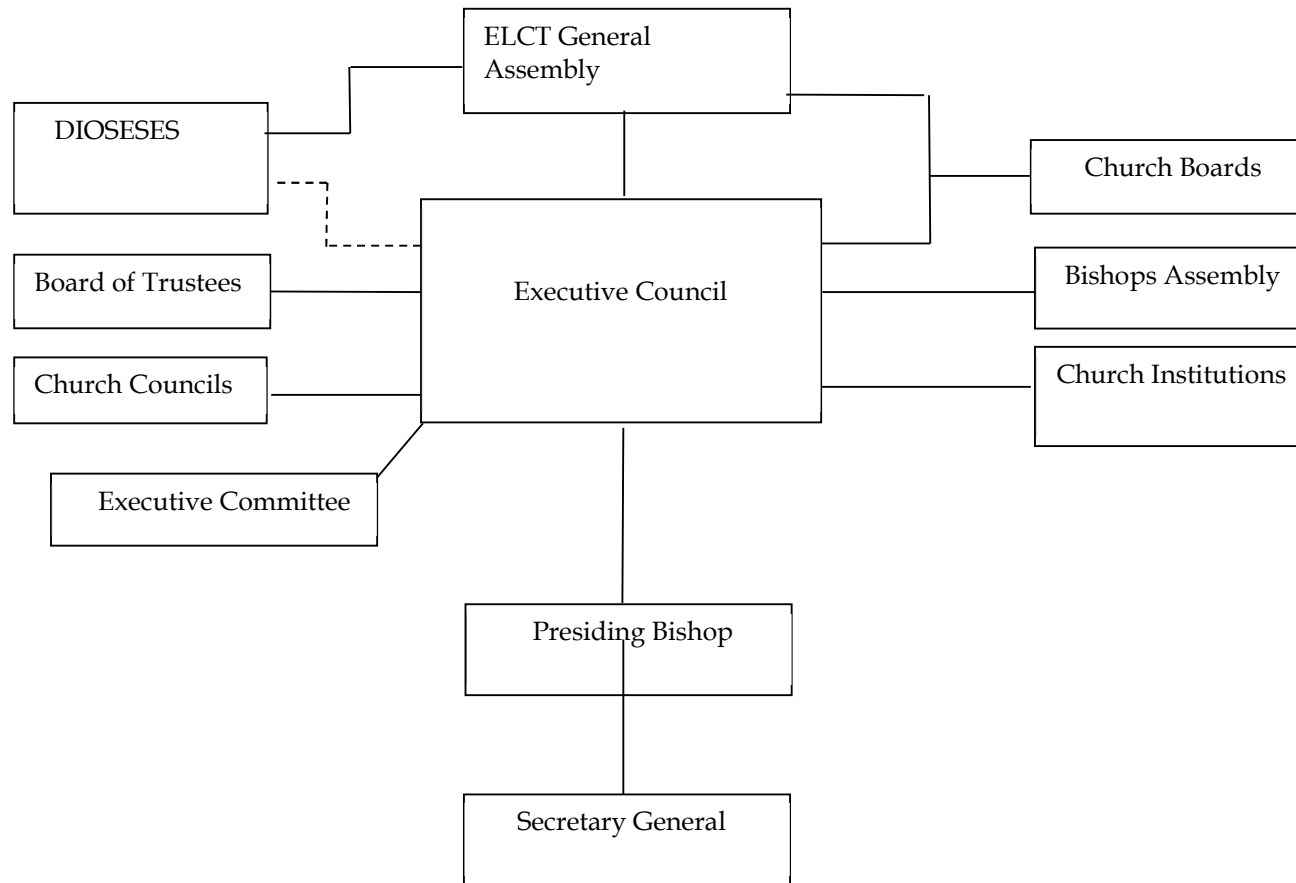 ELCT General
Assembly
DIOSESES
Church Boards
Board of Trustees
Executive Council
Bishops Assembly
Church Councils
Church Institutions
Executive Committee
Presiding Bishop
Secretary General